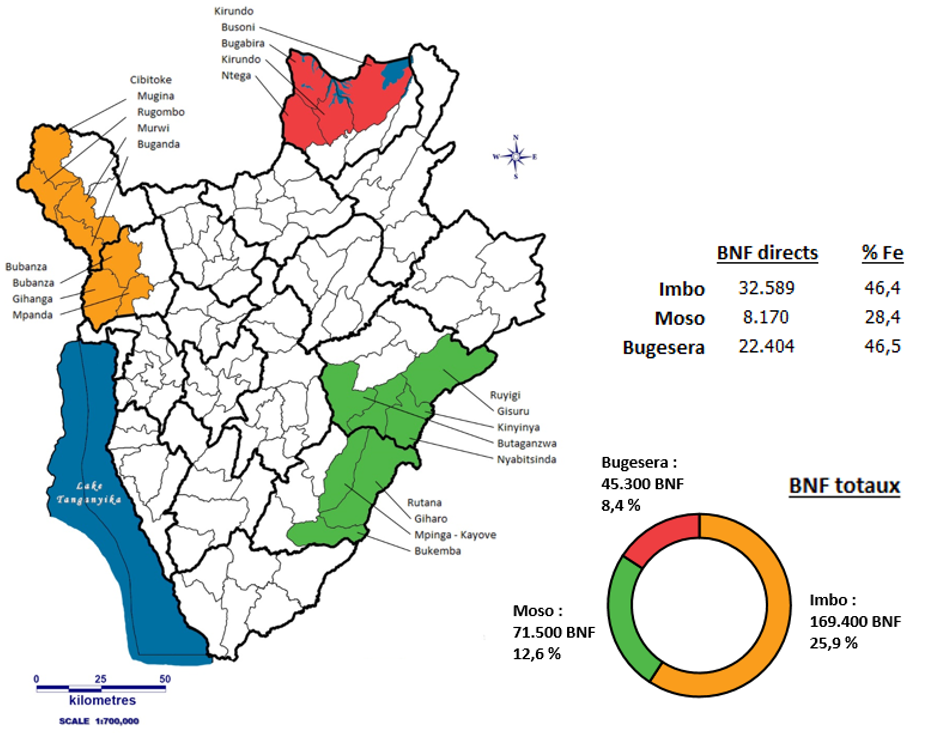 Kirundo
Busoni
Bugabira
Kirundo
Ntega
Cibitoke
Mugina
Rugombo
Murwi
Buganda
N
W
E
S
Bubanza
Bubanza
Gihanga
Mpanda
BNF directs % Fe
Imbo 32.589 46,4
Moso 8.170 28,4
Bugesera 22.404 46,5
Ruyigi
Gisuru
Kinyinya
Butaganzwa
Nyabitsinda
Lake
Tanganyika
Rutana
Giharo
Mpinga - Kayove
Bukemba
BNF totaux
Bugesera :
45.300 BNF
8,4 %
Moso :
71.500 BNF
12,6 %
Imbo :
169.400 BNF
25,9 %
0 25 50
kilometres
SCALE 1:700,000